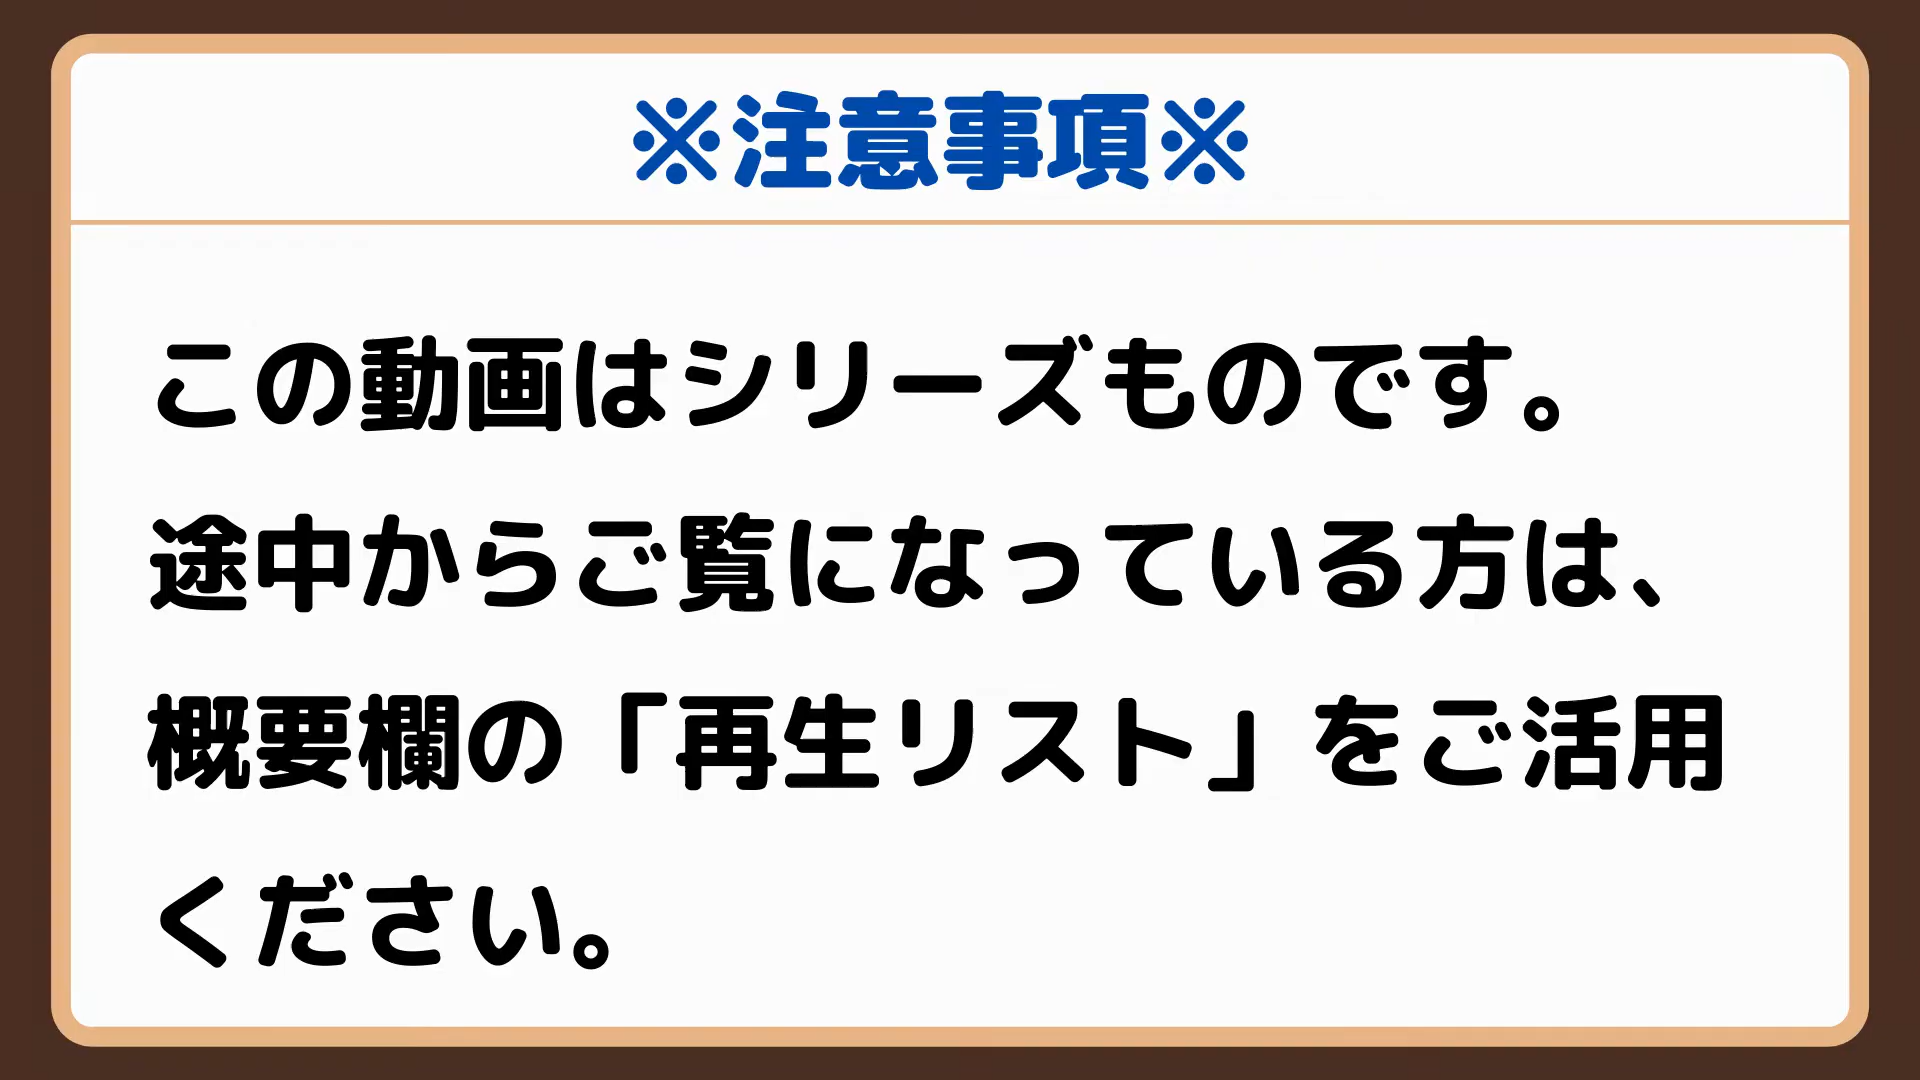 ※注意事項※
この動画はシリーズものです。
途中からご覧になっている方は、
概要欄の「再生リスト」をご活用
ください。